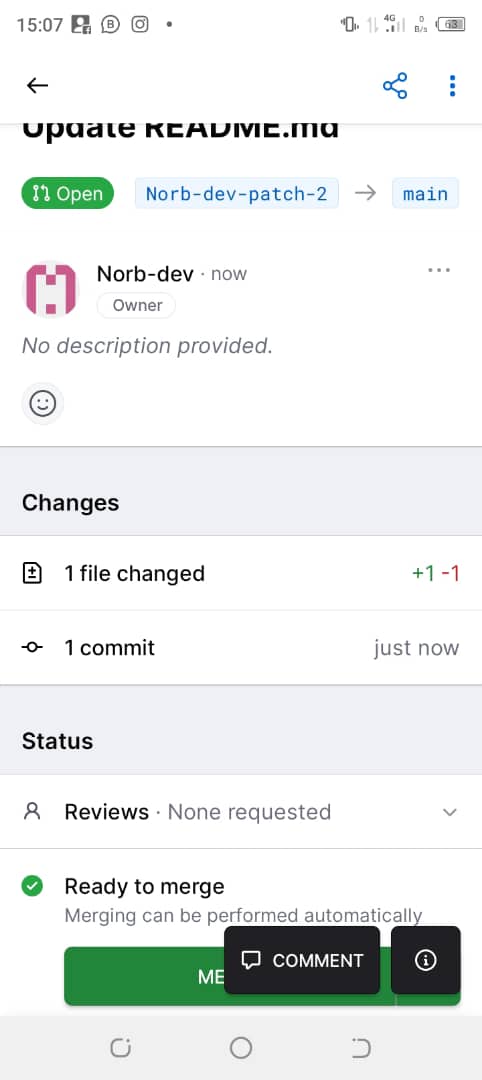 15:07
4G
0
B/s
63
Update README.md
Open
Norb-dev-patch-2
main
Norb-dev · now
Owner
No description provided.
Changes
1 file changed
+1 -1
1 commit
just now
Status
Reviews · None requested
Ready to merge
Merging can be performed automatically
ME
COMMENT